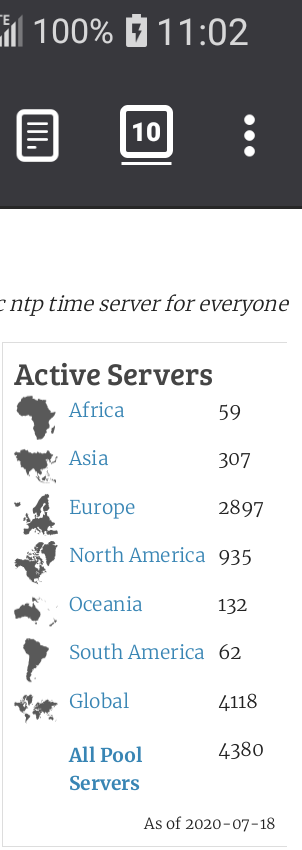 100% 11:02
10
ntp time server for everyone
Active Servers
Africa 59
Asia 307
Europe 2897
North America 935
Oceania 132
South America 62
Global 4118
All Pool 4380
Servers
As of 2020-07-18